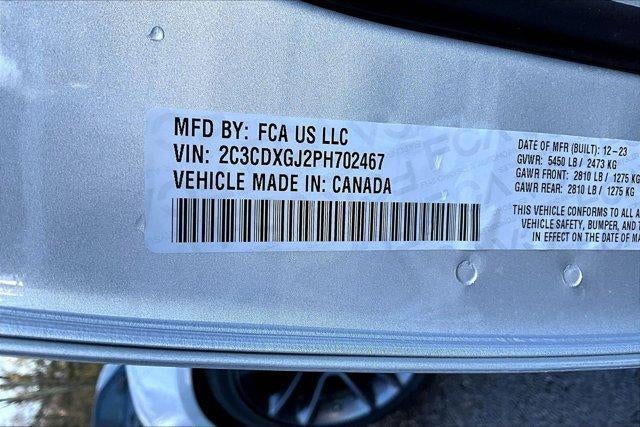 MFD BY: FCA US LLC
VIN: 2C3CDXGJ2PH702467
VEHICLE MADE IN: CANADA
DATE OF MFR (BUILT): 12-23
GVWR: 5450 LB / 2473 KG
GAWR FRONT: 2810 LB / 1275 KG
GAWR REAR: 2810 LB / 1275 KG
THIS VEHICLE CONFORMS TO ALL A
VEHICLE SAFETY, BUMPER, AND T
IN EFFECT ON THE DATE OF MA